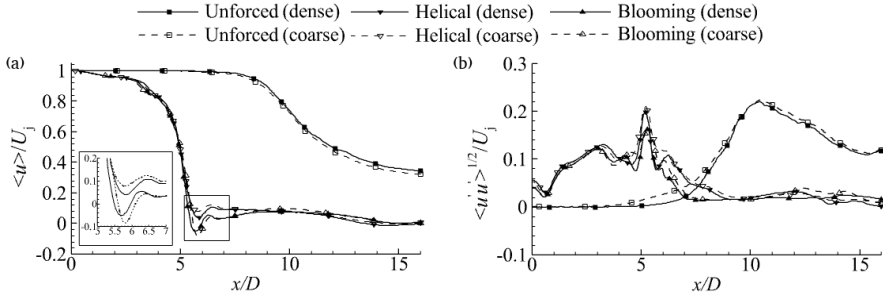 Unforced (dense) Helical (dense) Blooming (dense)
Unforced (coarse) Helical (coarse) Blooming (coarse)
(a)
<u>/Uj
1
0.8
0.6
0.4
0.2
0
-0.2
0 5 10 15
x/D
0.2
0.1
0
-0.1
5 5.5 6 6.5 7
(b)
<u'u'>1/2/Uj
0.3
0.2
0.1
0
-0.1
0 5 10 15
x/D